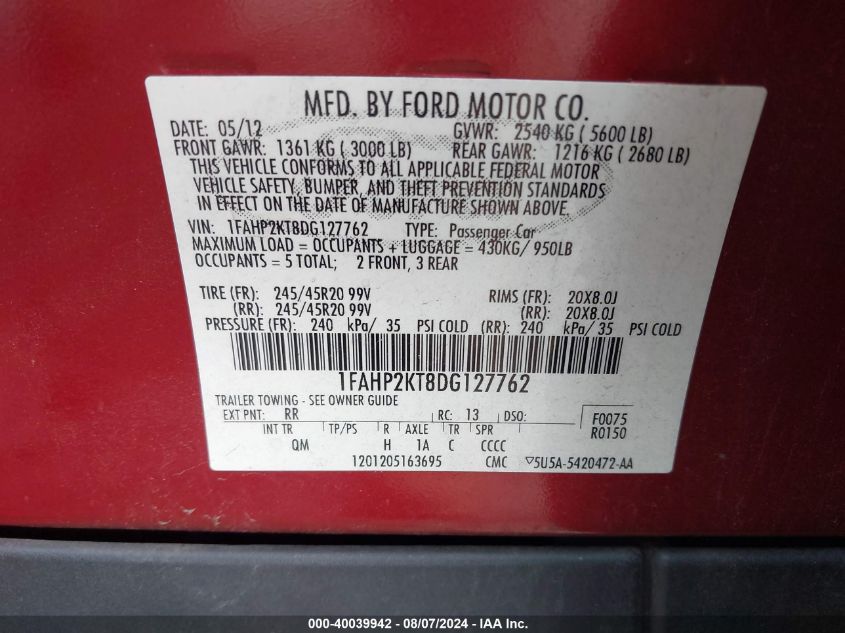 MFD. BY FORD MOTOR CO.
DATE: 05/12 GVWR: 2540 KG ( 5600 LB)
FRONT GAWR: 1361 KG ( 3000 LB) REAR GAWR: 1216 KG ( 2680 LB)
THIS VEHICLE CONFORMS TO ALL APPLICABLE FEDERAL MOTOR
VEHICLE SAFETY, BUMPER, AND THEFT PREVENTION STANDARDS
IN EFFECT ON THE DATE OF MANUFACTURE SHOWN ABOVE.
VIN: 1FAHP2KT8DG127762 TYPE: Passenger Car
MAXIMUM LOAD = OCCUPANTS + LUGGAGE = 430KG/ 950LB
OCCUPANTS = 5 TOTAL; 2 FRONT, 3 REAR
TIRE (FR): 245/45R20 99V RIMS (FR): 20X8.0J
(RR): 245/45R20 99V (RR): 20X8.0J
PRESSURE (FR): 240 kPa/ 35 PSI COLD (RR): 240 kPa/ 35 PSI COLD
1FAHP2KT8DG127762
TRAILER TOWING - SEE OWNER GUIDE
EXT PNT: RR RC: 13 DSO: F0075
INT TR TP/PS R AXLE TR SPR R0150
QM H 1A C CCCC
1201205163695 CMC ▽5U5A-5420472-AA
000-40039942 - 08/07/2024 - IAA Inc.